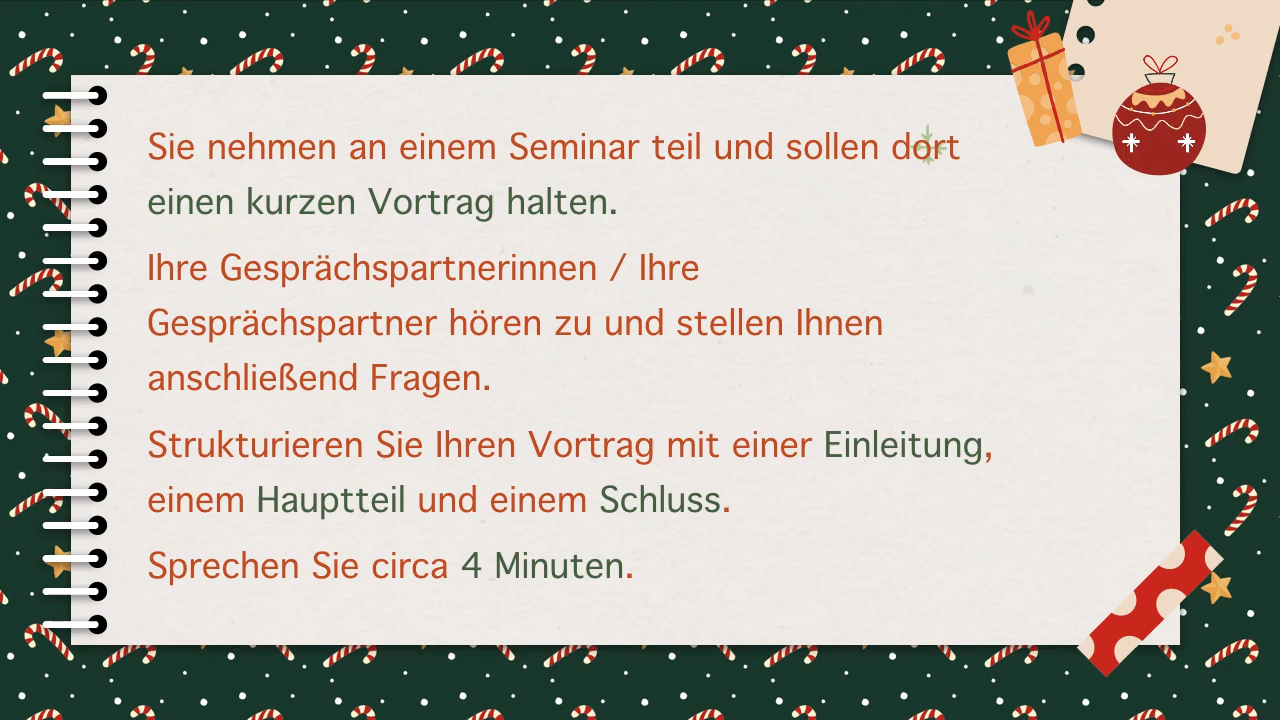 Sie nehmen an einem Seminar teil und sollen dort
einen kurzen Vortrag halten.
Ihre Gesprächspartnerinnen / Ihre
Gesprächspartner hören zu und stellen Ihnen
anschließend Fragen.
Strukturieren Sie Ihren Vortrag mit einer Einleitung,
einem Hauptteil und einem Schluss.
Sprechen Sie circa 4 Minuten.